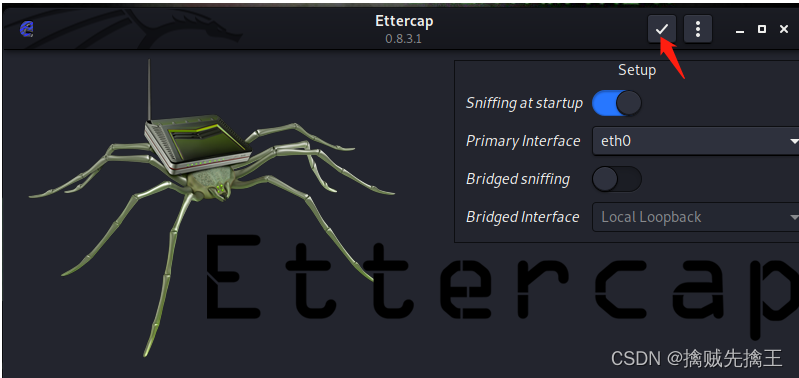 Ettercap
0.8.3.1
Setup
Sniffing at startup
Primary Interface eth0
Bridged sniffing
Bridged Interface Local Loopback
Ettercap
CSDN @擒贼先擒王